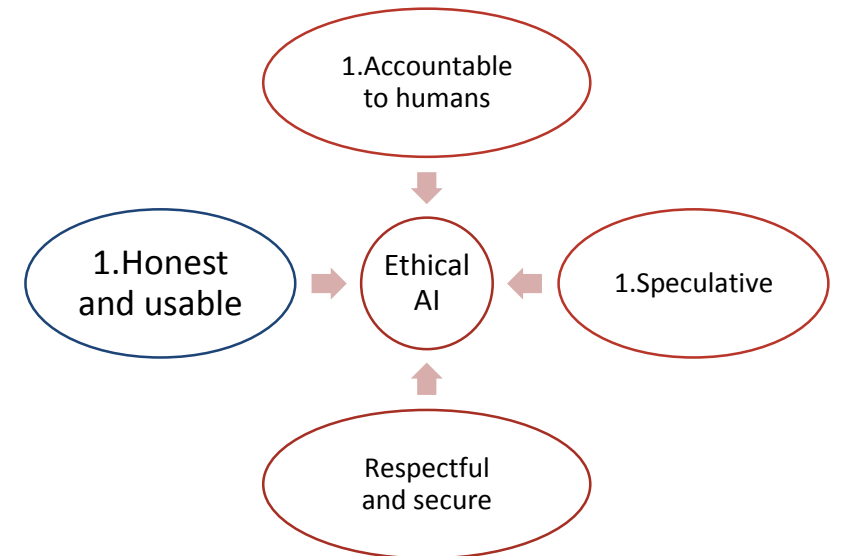 1.Accountable
to humans
1.Honest
and usable
Ethical
AI
1.Speculative
Respectful
and secure